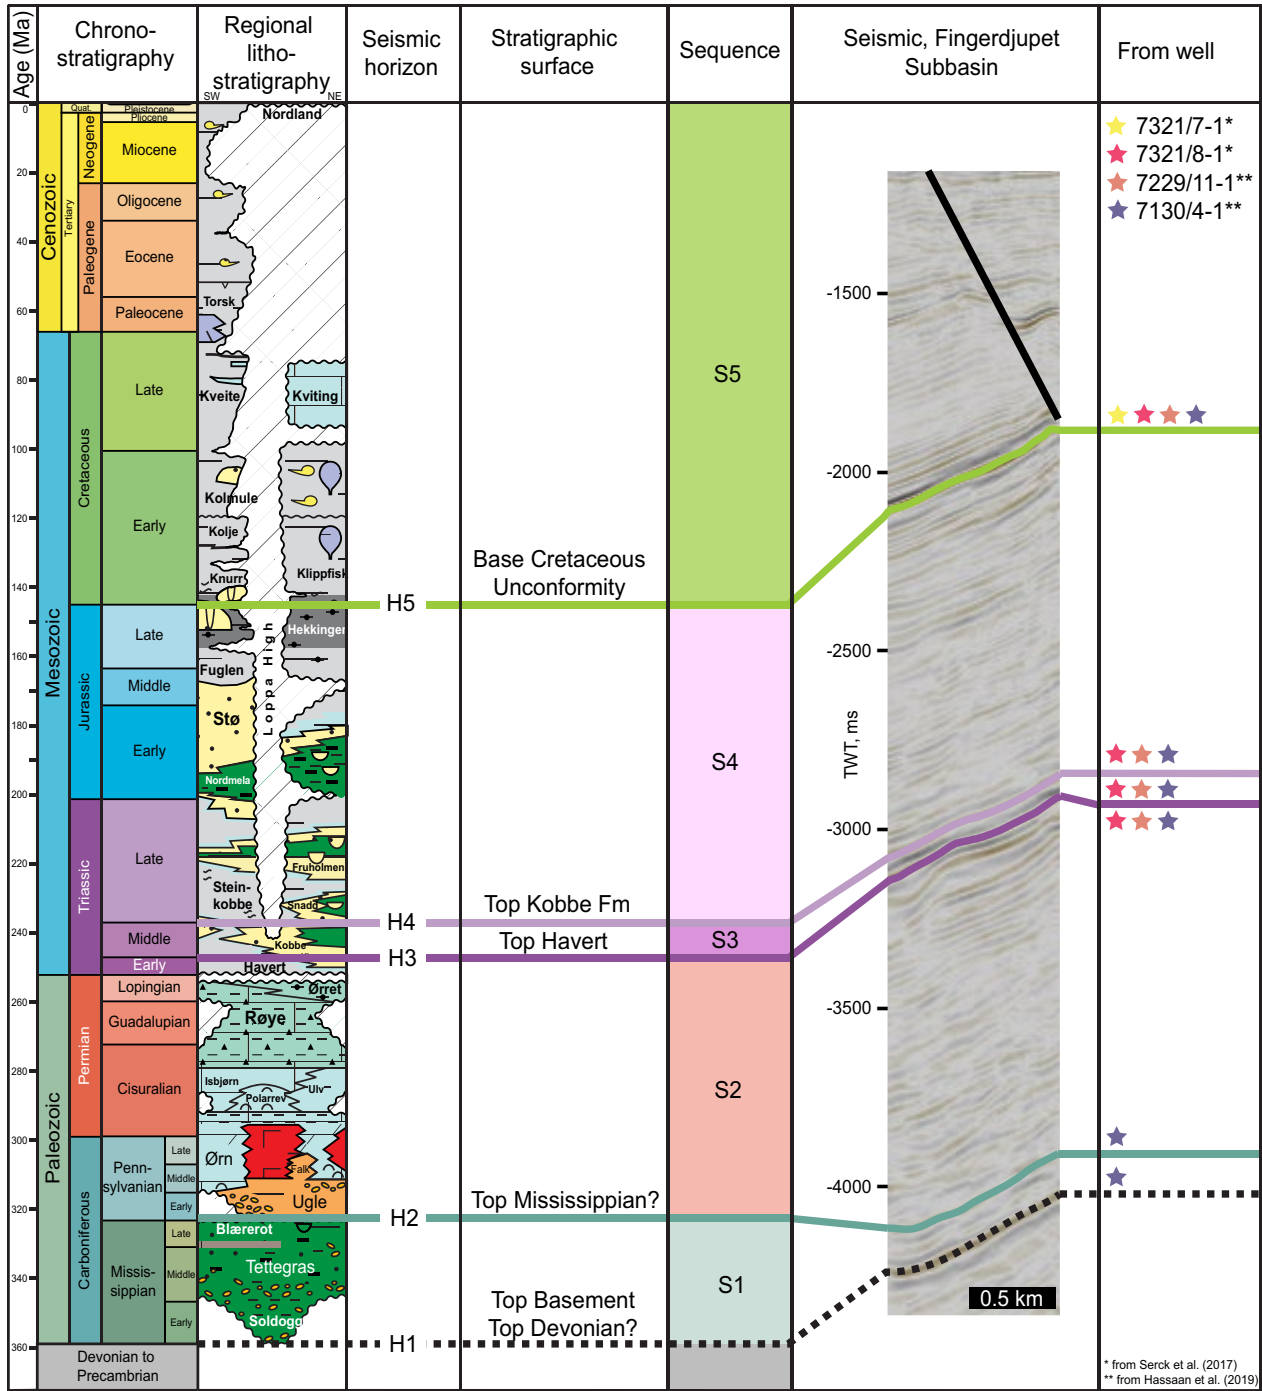 Age (Ma)
Chrono-
stratigraphy
Regional
litho-
stratigraphy
SW
NE
Seismic
horizon
Stratigraphic
surface
Sequence
Seismic, Fingerdjupet
Subbasin
From well
0
20
40
60
80
100
120
140
160
180
200
220
240
260
280
300
320
340
360
Cenozoic
Mesozoic
Paleozoic
Quat.
Tertiary
Neogene
Paleogene
Cretaceous
Jurassic
Triassic
Permian
Carboniferous
Pleistocene
Pliocene
Miocene
Oligocene
Eocene
Paleocene
Late
Early
Late
Middle
Early
Late
Middle
Early
Lopingian
Guadalupian
Cisuralian
Penn-
sylvanian
Late
Middle
Early
Missis-
sippian
Late
Middle
Early
Devonian to
Precambrian
Nordland
Torsk
Kveite
Kviting
Kolmule
Kolje
Knurr
Klippfisk
Hekkingen
Fuglen
Loppa High
Stø
Nordmela
Fruholmen
Stein-
kobbe
Snadd
Kobbe
Havert
Ørret
Røye
Isbjørn
Ulv
Polarrev
Ørn
Falk
Ugle
Blærerot
Tettegras
Soldogg
H5
H4
H3
H2
H1
Base Cretaceous
Unconformity
Top Kobbe Fm
Top Havert
Top Mississippian?
Top Basement
Top Devonian?
S5
S4
S3
S2
S1
TWT, ms
-1500
-2000
-2500
-3000
-3500
-4000
0.5 km
7321/7-1*
7321/8-1*
7229/11-1**
7130/4-1**
* from Serck et al. (2017)
** from Hassaan et al. (2019)